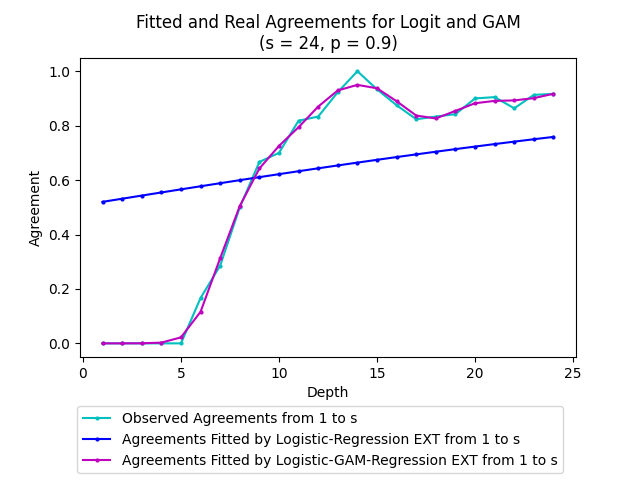 Fitted and Real Agreements for Logit and GAM
(s = 24, p = 0.9)
1.0
0.8
0.6
0.4
0.2
0.0
Agreement
0 5 10 15 20 25
Depth
Observed Agreements from 1 to s
Agreements Fitted by Logistic-Regression EXT from 1 to s
Agreements Fitted by Logistic-GAM-Regression EXT from 1 to s